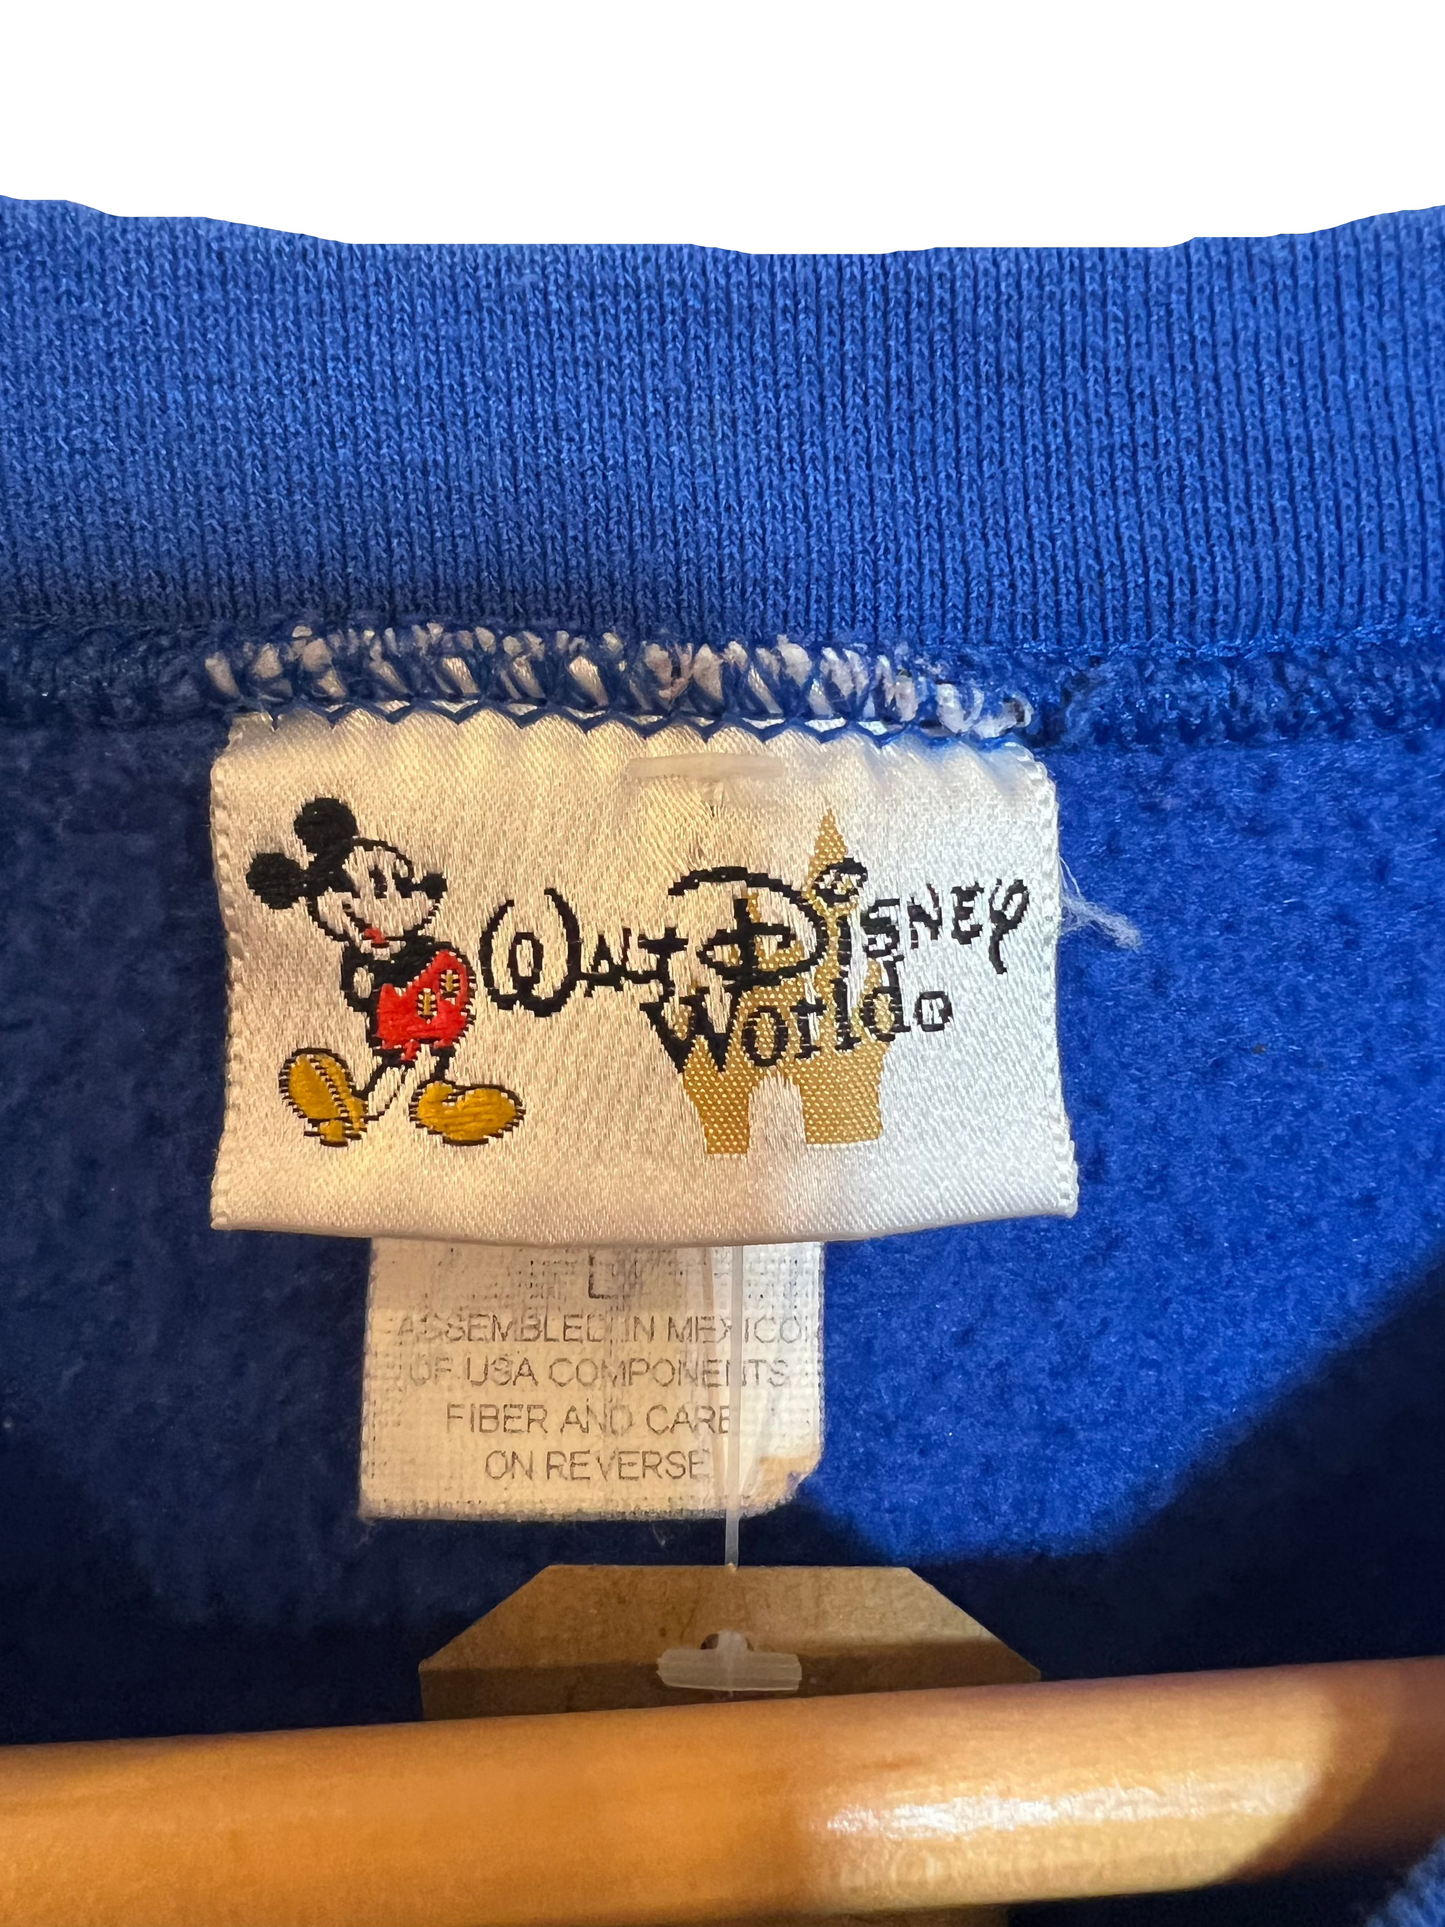 WALT DISNEY
World®
L
ASSEMBLED IN MEXICO
OF USA COMPONENTS
FIBER AND CARE
ON REVERSE